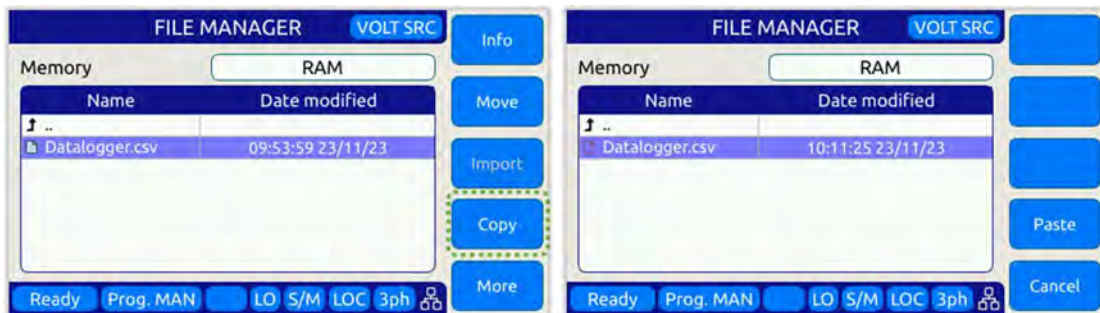 FILE MANAGER VOLT SRC
Info
Memory RAM
Name Date modified
Move
..
Datalogger.csv 09:53:59 23/11/23
Import
Copy
More
Ready Prog. MAN LO S/M LOC 3ph
FILE MANAGER VOLT SRC
Memory RAM
Name Date modified
..
Datalogger.csv 10:11:25 23/11/23
Paste
Cancel
Ready Prog. MAN LO S/M LOC 3ph